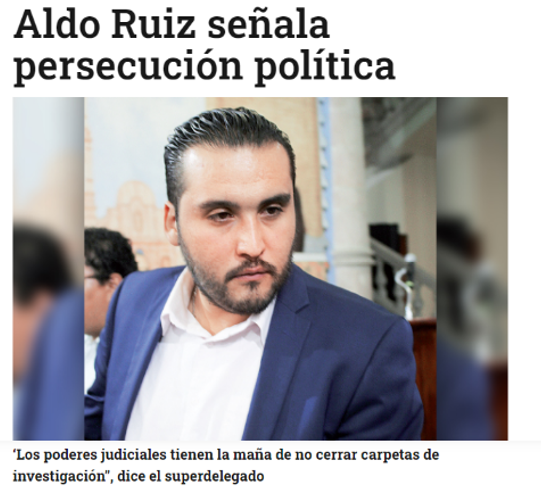 Aldo Ruiz señala
persecución política
‘Los poderes judiciales tienen la maña de no cerrar carpetas de
investigación", dice el superdelegado